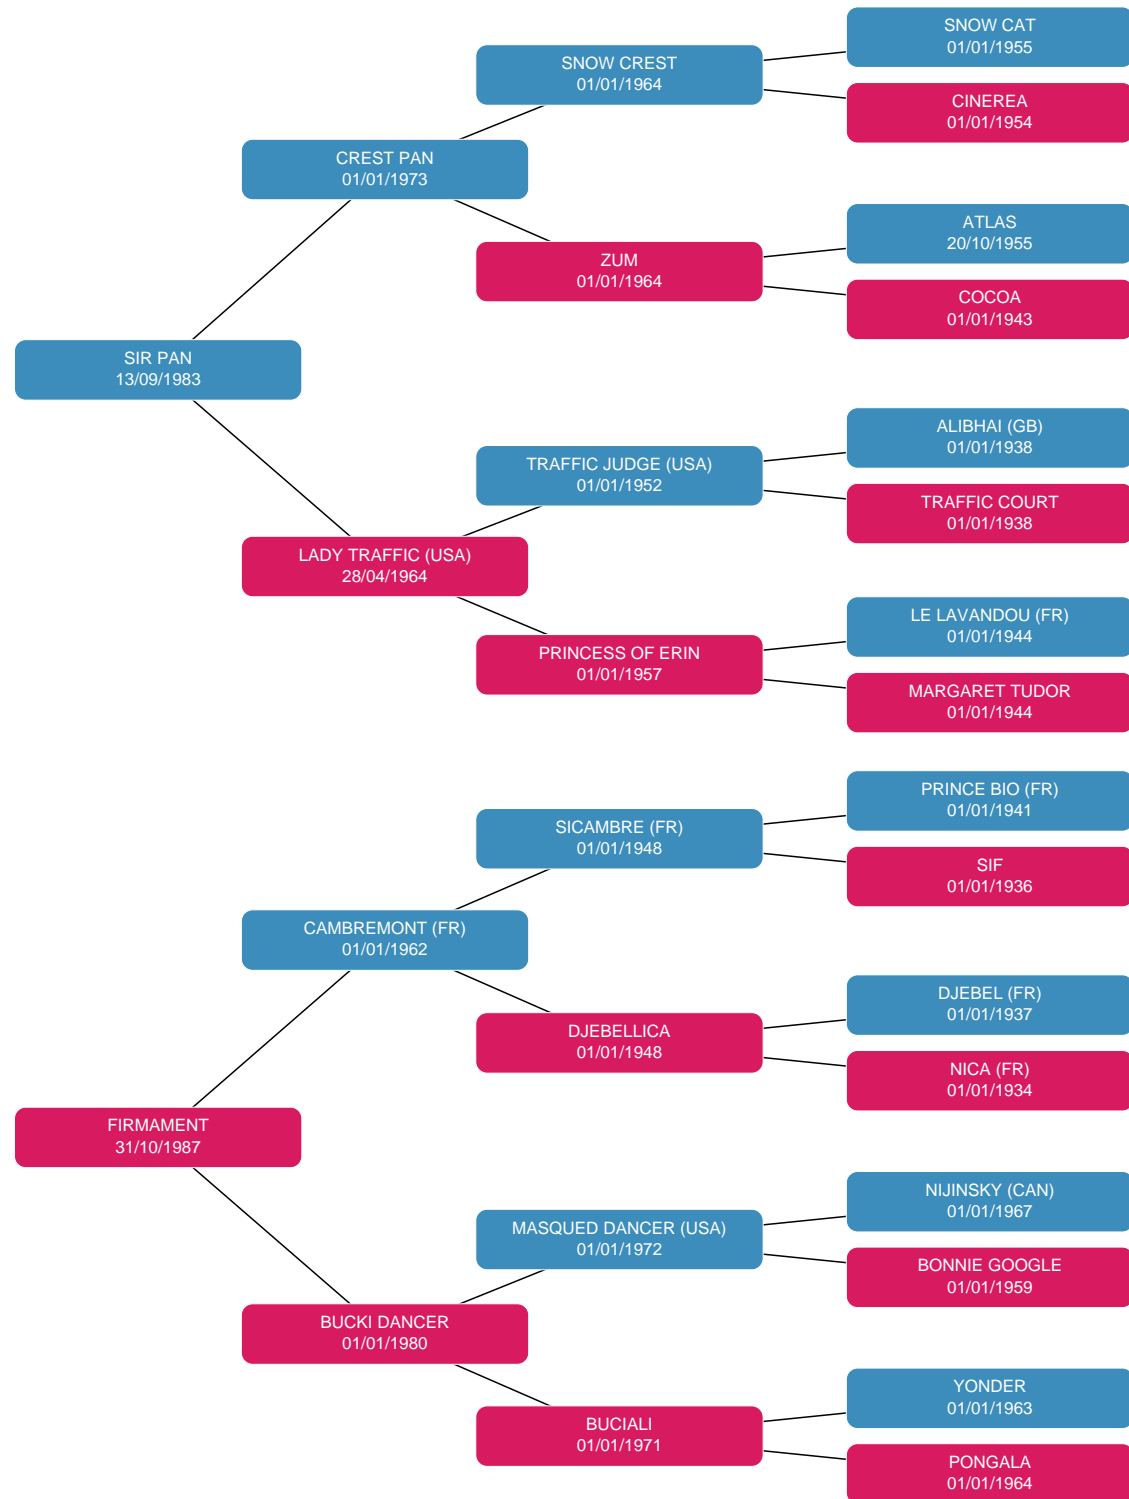 SNOW CAT
01/01/1955
SNOW CREST
01/01/1964
CINEREA
01/01/1954
CREST PAN
01/01/1973
ATLAS
20/10/1955
ZUM
01/01/1964
COCOA
01/01/1943
SIR PAN
13/09/1983
ALIBHAI (GB)
01/01/1938
TRAFFIC JUDGE (USA)
01/01/1952
TRAFFIC COURT
01/01/1938
LADY TRAFFIC (USA)
28/04/1964
LE LAVANDOU (FR)
01/01/1944
PRINCESS OF ERIN
01/01/1957
MARGARET TUDOR
01/01/1944
PRINCE BIO (FR)
01/01/1941
SICAMBRE (FR)
01/01/1948
SIF
01/01/1936
CAMBREMONT (FR)
01/01/1962
DJEBEL (FR)
01/01/1937
DJEBELLICA
01/01/1948
NICA (FR)
01/01/1934
FIRMAMENT
31/10/1987
NIJINSKY (CAN)
01/01/1967
MASQUED DANCER (USA)
01/01/1972
BONNIE GOOGLE
01/01/1959
BUCKI DANCER
01/01/1980
YONDER
01/01/1963
BUCIALI
01/01/1971
PONGALA
01/01/1964